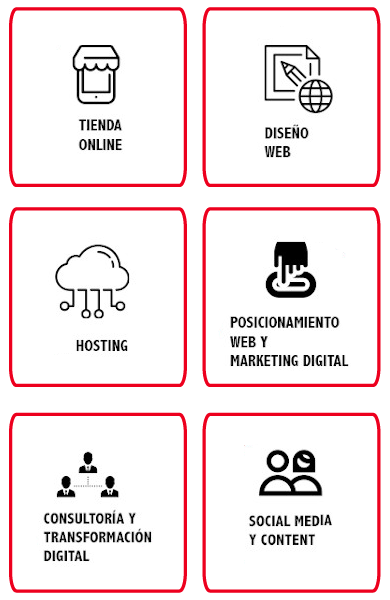 TIENDA
ONLINE
DISEÑO
WEB
HOSTING
POSICIONAMIENTO
WEB Y
MARKETING DIGITAL
CONSULTORÍA Y
TRANSFORMACIÓN
DIGITAL
SOCIAL MEDIA
Y CONTENT